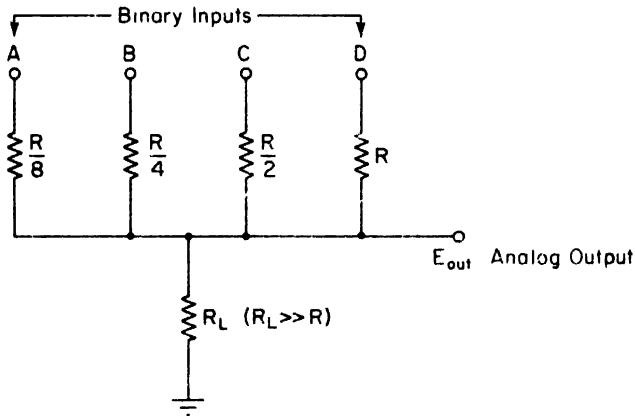 Binary Inputs
A B C D
R/8 R/4 R/2 R
E_out Analog Output
R_L (R_L>>R)